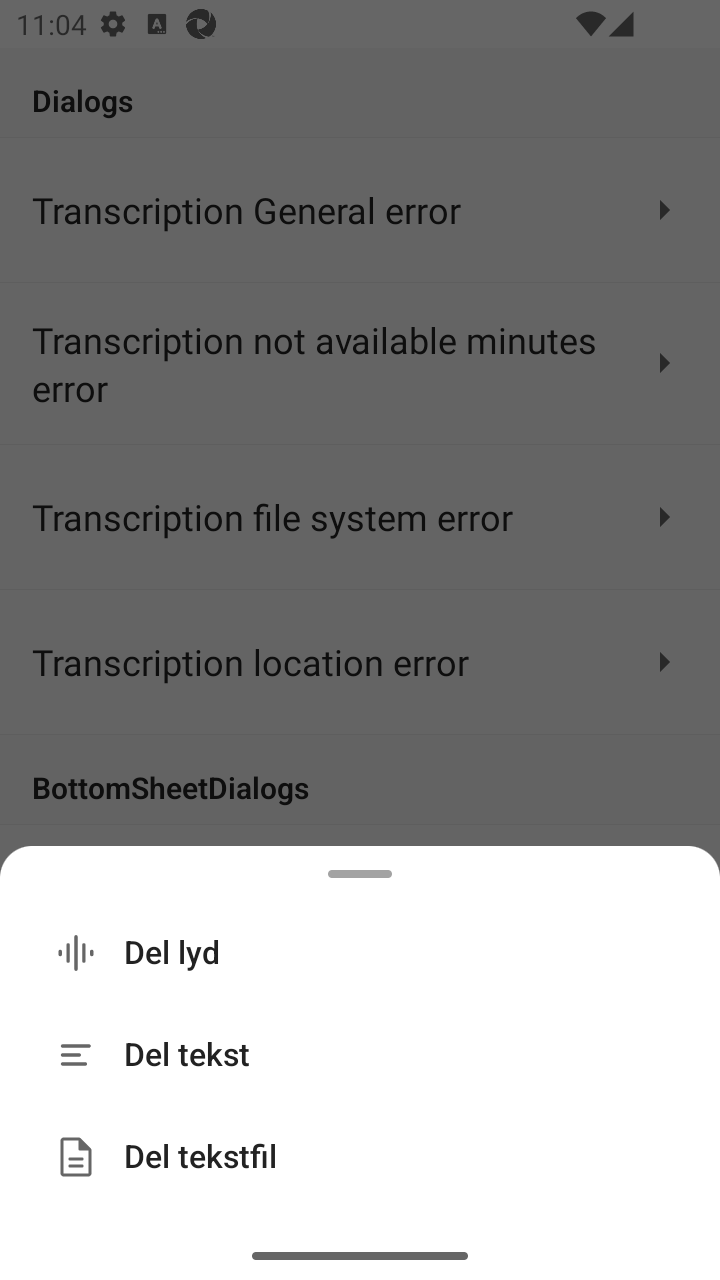 11:04
Dialogs
Transcription General error
Transcription not available minutes
error
Transcription file system error
Transcription location error
BottomSheetDialogs
Del lyd
Del tekst
Del tekstfil